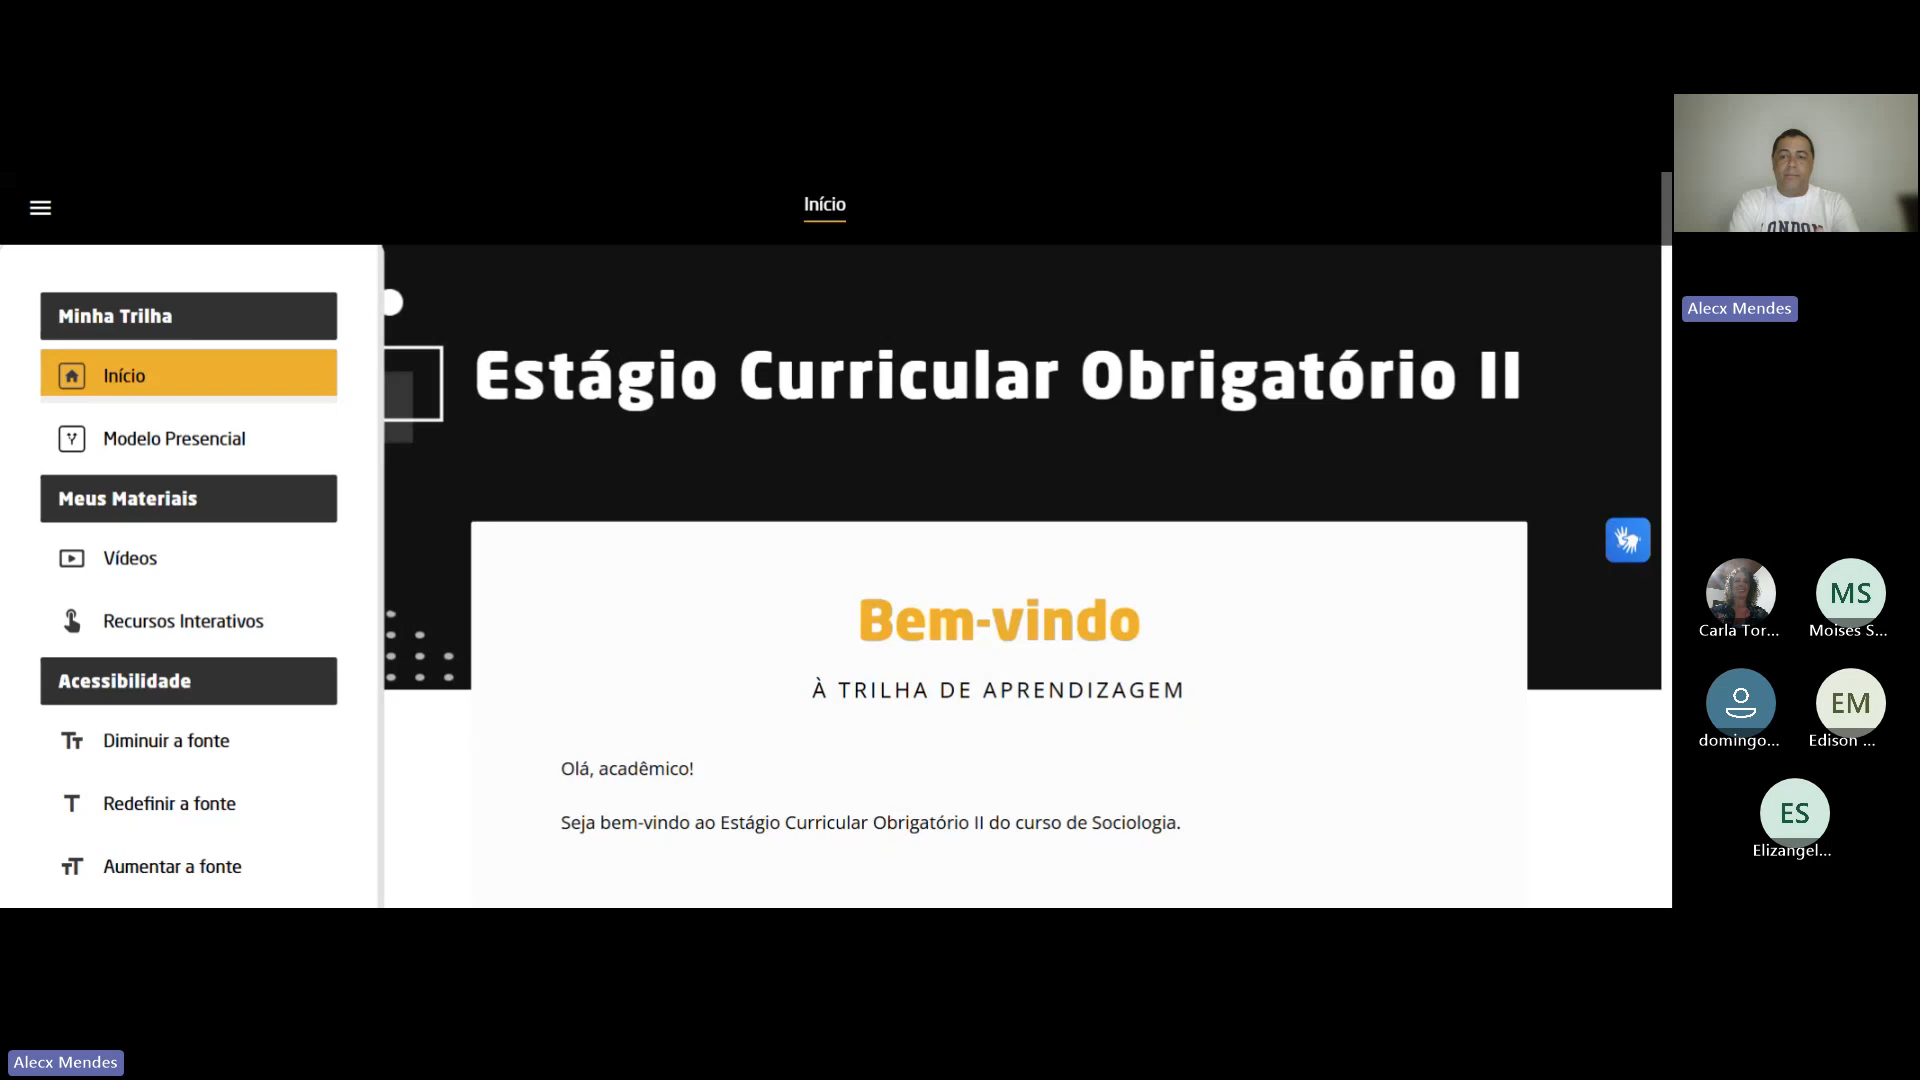 Início
Minha Trilha
Início
Modelo Presencial
Meus Materiais
Vídeos
Recursos Interativos
Acessibilidade
Diminuir a fonte
Redefinir a fonte
Aumentar a fonte
Estágio Curricular Obrigatório II
Bem-vindo
À TRILHA DE APRENDIZAGEM
Olá, acadêmico!
Seja bem-vindo ao Estágio Curricular Obrigatório II do curso de Sociologia.
LONDON
Alecx Mendes
MS
Carla Tor...
Moises S...
EM
domingo...
Edison ...
ES
Elizangel...
Alecx Mendes